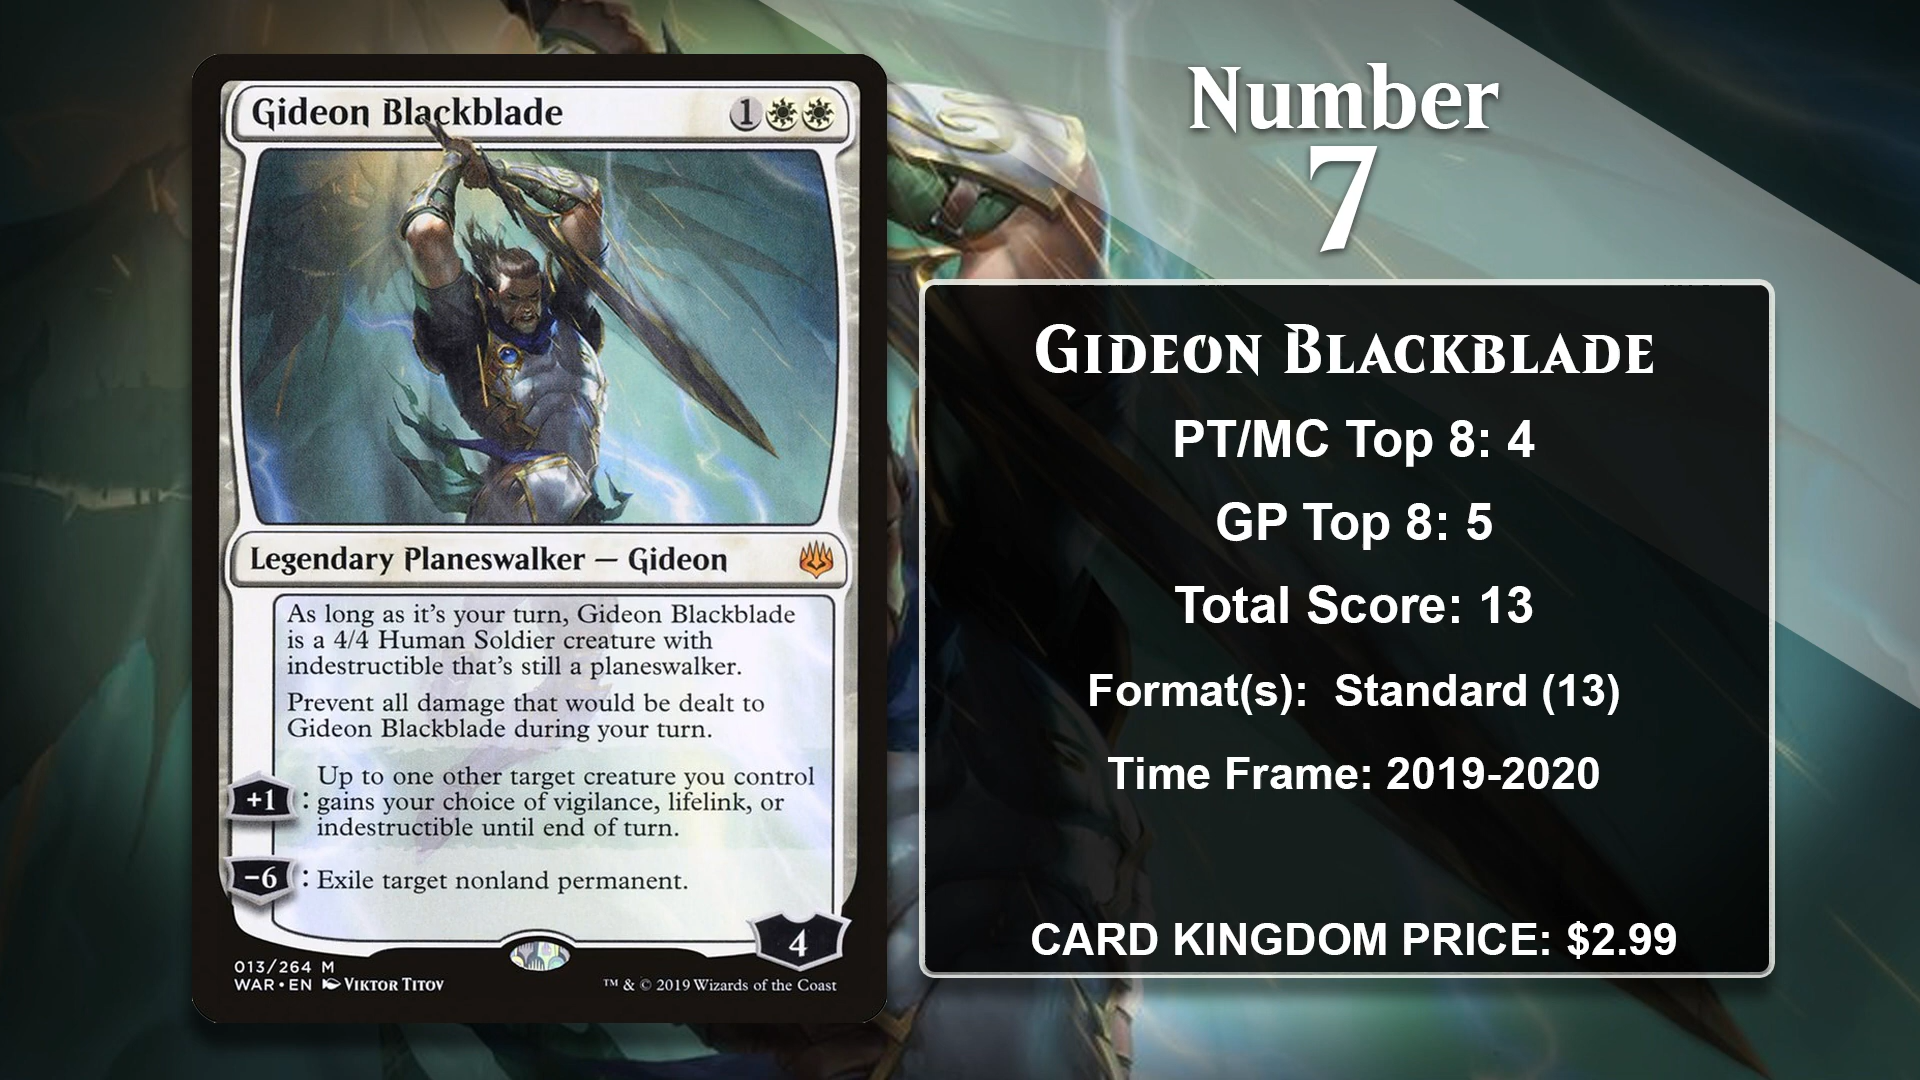 Gideon Blackblade
1
As long as it's your turn, Gideon Blackblade
is a 4/4 Human Soldier creature with
indestructible that's still a planeswalker.
Prevent all damage that would be dealt to
Gideon Blackblade during your turn.
Legendary Planeswalker — Gideon
+1: Up to one other target creature you control
gains your choice of vigilance, lifelink, or
indestructible until end of turn.
−6: Exile target nonland permanent.
4
013/264 M
WAR • EN Viktor Titov
™ & © 2019 Wizards of the Coast
Number
7
Gideon Blackblade
PT/MC Top 8: 4
GP Top 8: 5
Total Score: 13
Format(s): Standard (13)
Time Frame: 2019-2020
CARD KINGDOM PRICE: $2.99